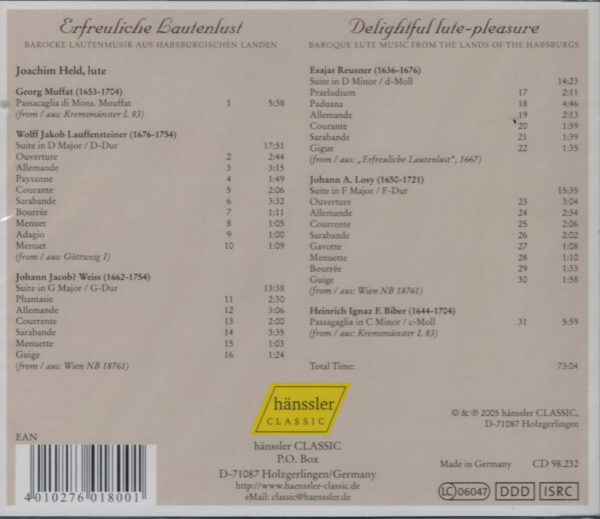 Erfreuliche Lautenlust
BAROCKE LAUTENMUSIK AUS HABSBURGISCHEN LANDEN
Joachim Held, lute
Georg Muffat (1653-1704)
Passacaglia di Mons. Mouffat 1 5:38
(from / aus: Kremsmünster L 83)
Wolff Jakob Lauffensteiner (1676-1754)
Suite in D Major / D-Dur 17:51
Ouverture 2 2:44
Allemande 3 3:15
Paysanne 4 1:49
Courante 5 2:06
Sarabande 6 3:32
Bourrée 7 1:11
Menuet 8 1:05
Adagio 9 1:00
Menuet 10 1:09
(from / aus: Göttweig I)
Johann Jacob? Weiss (1662-1754)
Suite in G Major / G-Dur 13:38
Phantasie 11 2:30
Allemande 12 3:06
Courrente 13 2:00
Sarabande 14 3:35
Menuette 15 1:03
Guige 16 1:24
(from / aus: Wien NB 18761)
Delightful lute-pleasure
BAROQUE LUTE MUSIC FROM THE LANDS OF THE HABSBURGS
Esajas Reusner (1636-1676)
Suite in D Minor / d-Moll 14:23
Praeludium 17 2:11
Paduana 18 4:46
Allemande 19 2:13
Courante 20 1:59
Sarabande 21 1:39
Gigue 22 1:35
(from / aus: „Erfreuliche Lautenlust", 1667)
Johann A. Losy (1650-1721)
Suite in F Major / F-Dur 15:35
Ouverture 23 3:04
Allemande 24 2:34
Courrente 25 2:06
Sarabande 26 2:02
Gavotte 27 1:08
Menuette 28 1:10
Bourrée 29 1:33
Guige 30 1:58
(from / aus: Wien NB 18761)
Heinrich Ignaz F. Biber (1644-1704)
Passagaglia in C Minor / c-Moll 31 5:59
(from / aus: Kremsmünster L 83)
Total Time: 73:04
hänssler
CLASSIC
© & ℗ 2005 hänssler CLASSIC,
D-71087 Holzgerlingen
EAN
4 010276 018001
hänssler CLASSIC
P.O. Box
D-71087 Holzgerlingen/Germany
http://www.haenssler-classic.de
eMail: classic@haenssler.de
Made in Germany CD 98.232
LC 06047 DDD ISRC